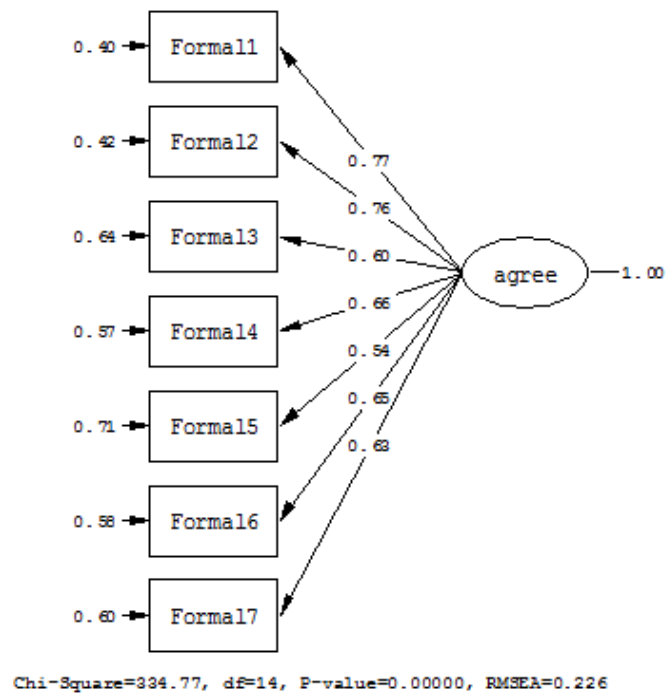 0.40 Formal1
0.77
0.42 Formal2
0.76
0.64 Formal3
0.60
agree 1.00
0.66
0.57 Formal4
0.54
0.65
0.71 Formal5
0.63
0.58 Formal6
0.60 Formal7
Chi-Square=334.77, df=14, P-value=0.00000, RMSEA=0.226